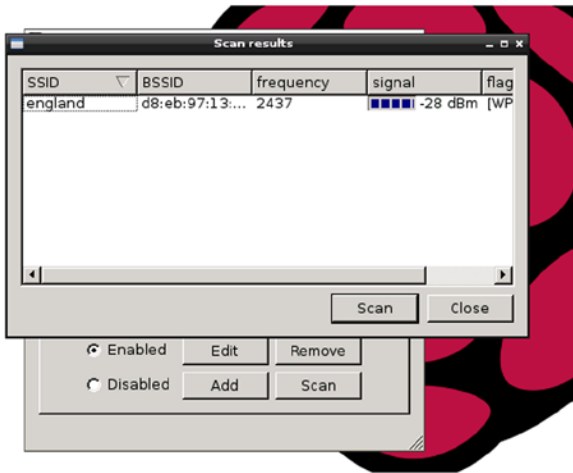 Scan results
SSID BSSID frequency signal flag
england d8:eb:97:13:... 2437 -28 dBm [WP
Scan Close
Enabled Edit Remove
Disabled Add Scan